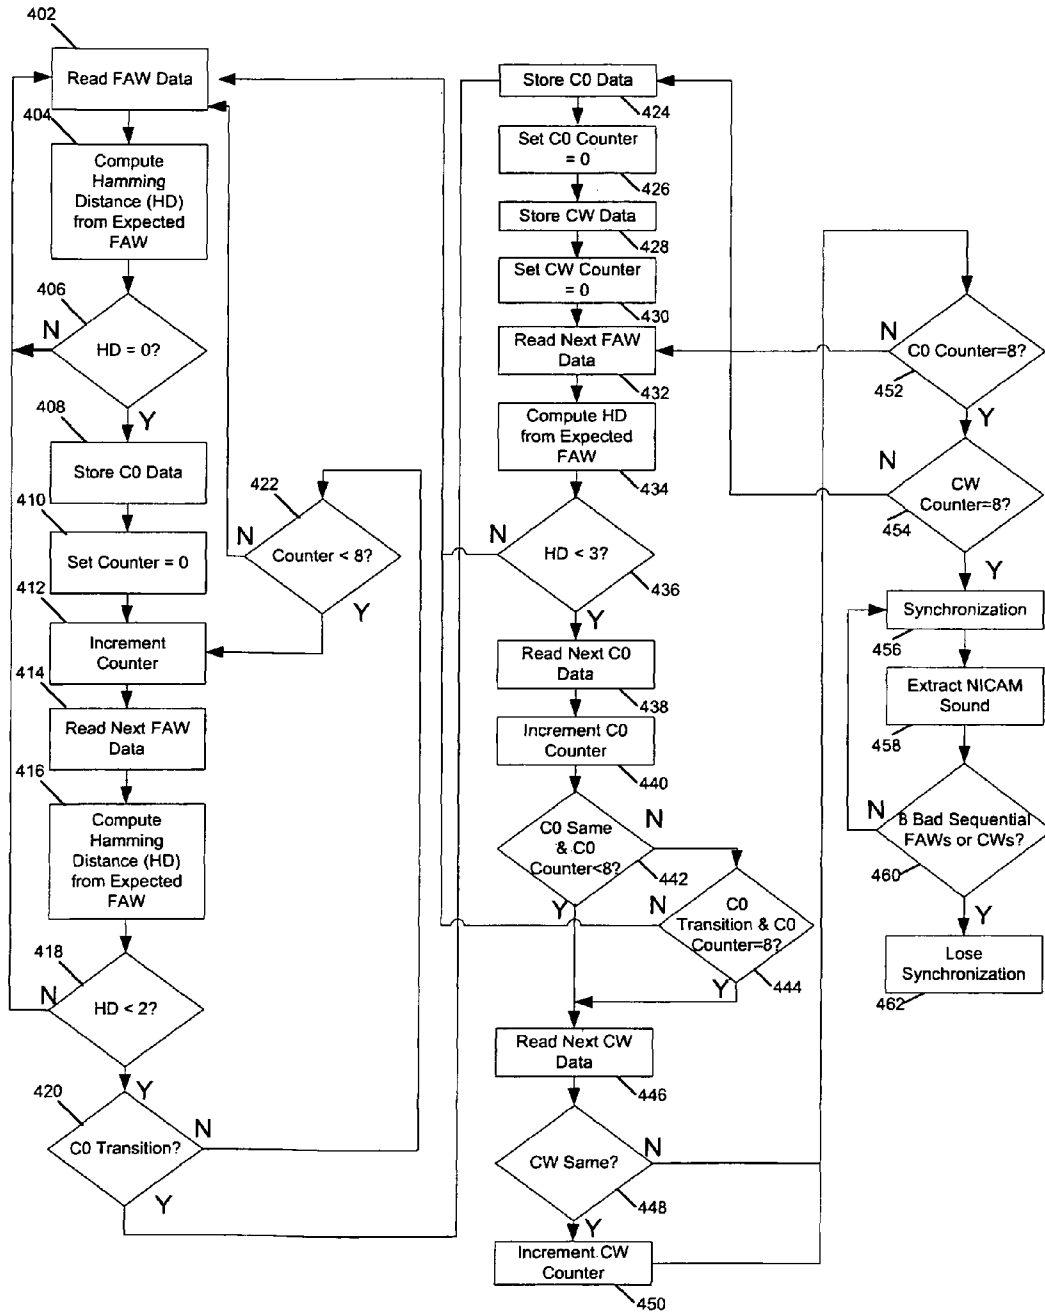 402
Read FAW Data
404
Compute
Hamming
Distance (HD)
from Expected
FAW
406
N
HD = 0?
Y
408
Store C0 Data
410
Set Counter = 0
412
Increment
Counter
414
Read Next FAW
Data
416
Compute
Hamming
Distance (HD)
from Expected
FAW
418
N
HD < 2?
Y
420
C0 Transition?
N
Y
422
N
Counter < 8?
Y
Store C0 Data
424
Set C0 Counter
= 0
426
Store CW Data
428
Set CW Counter
= 0
430
Read Next FAW
Data
432
Compute HD
from Expected
FAW
434
N
HD < 3?
436
Y
Read Next C0
Data
438
Increment C0
Counter
440
C0 Same
& C0
Counter<8?
N
442
Y
N
C0
Transition & C0
Counter=8?
444
Y
Read Next CW
Data
446
CW Same?
N
448
Y
Increment CW
Counter
450
N
C0 Counter=8?
452
Y
N
CW
Counter=8?
454
Y
Synchronization
456
Extract NICAM
Sound
458
N
8 Bad Sequential
FAWs or CWs?
460
Y
Lose
Synchronization
462